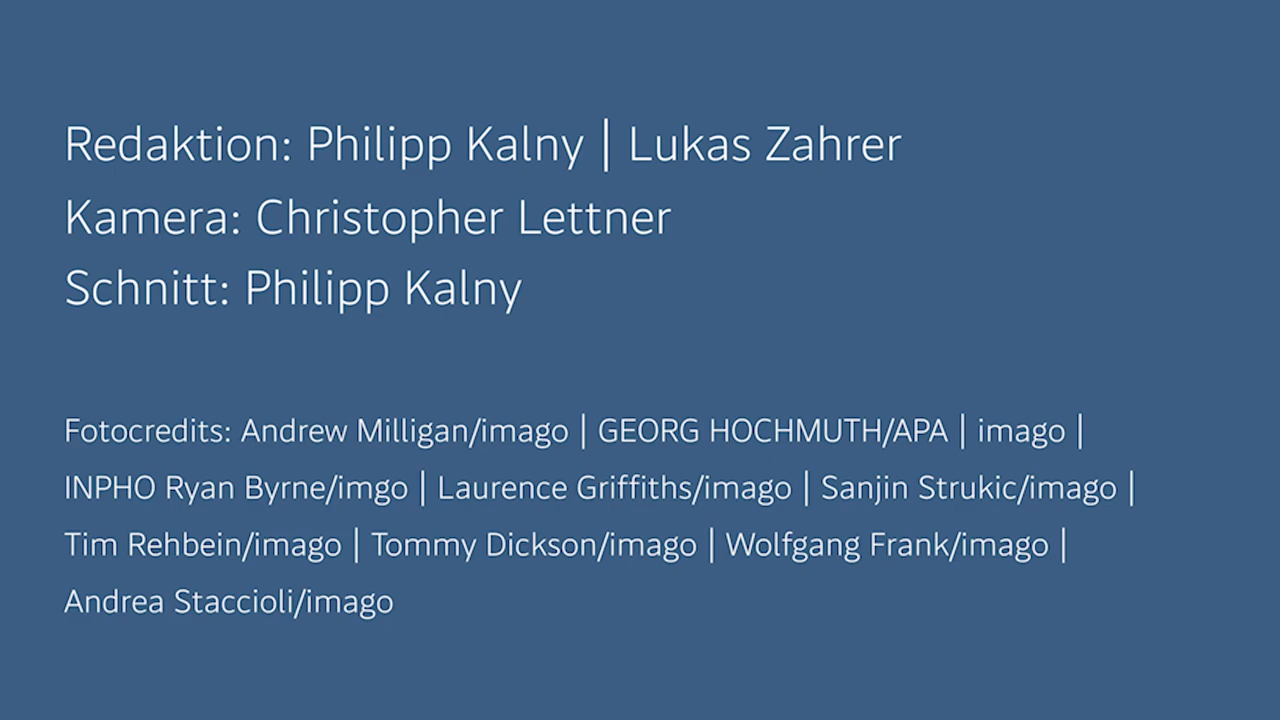 Redaktion: Philipp Kalny | Lukas Zahrer
Kamera: Christopher Lettner
Schnitt: Philipp Kalny
Fotocredits: Andrew Milligan/imago | GEORG HOCHMUTH/APA | imago |
INPHO Ryan Byrne/imgo | Laurence Griffiths/imago | Sanjin Strukic/imago |
Tim Rehbein/imago | Tommy Dickson/imago | Wolfgang Frank/imago |
Andrea Staccioli/imago